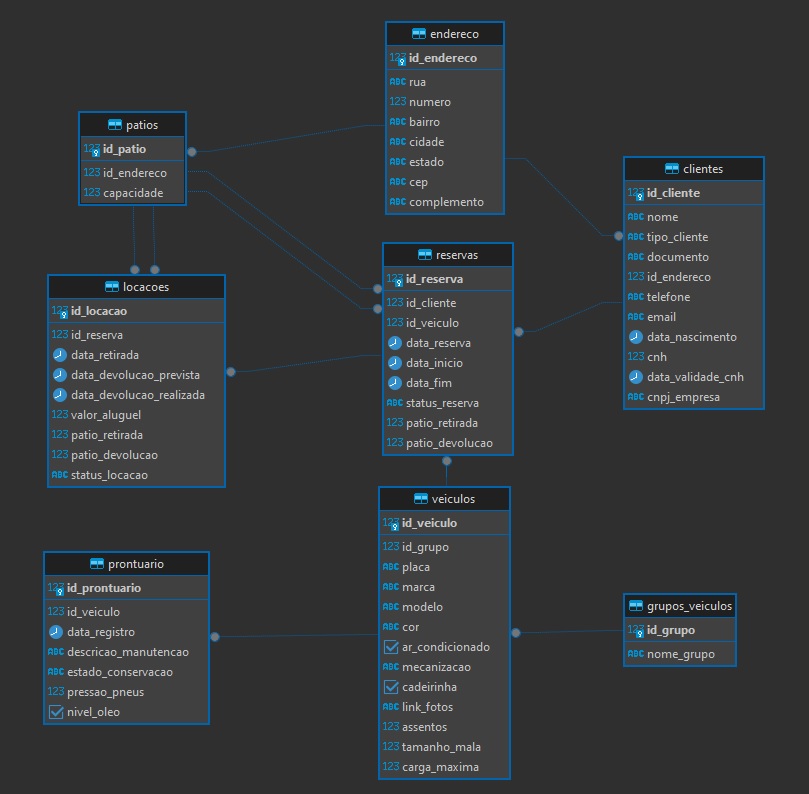 endereco
123 id_endereco
ABC rua
123 numero
ABC bairro
ABC cidade
ABC estado
ABC cep
ABC complemento
patios
123 id_patio
123 id_endereco
123 capacidade
clientes
123 id_cliente
ABC nome
ABC tipo_cliente
ABC documento
123 id_endereco
ABC telefone
ABC email
data_nascimento
123 cnh
data_validade_cnh
ABC cnpj_empresa
reservas
123 id_reserva
123 id_cliente
123 id_veiculo
data_reserva
data_inicio
data_fim
ABC status_reserva
123 patio_retirada
123 patio_devolucao
locacoes
123 id_locacao
123 id_reserva
data_retirada
data_devolucao_prevista
data_devolucao_realizada
123 valor_aluguel
123 patio_retirada
123 patio_devolucao
ABC status_locacao
veiculos
123 id_veiculo
123 id_grupo
ABC placa
ABC marca
ABC modelo
ABC cor
ar_condicionado
ABC mecanizacao
cadeirinha
ABC link_fotos
123 assentos
123 tamanho_mala
123 carga_maxima
prontuario
123 id_prontuario
123 id_veiculo
data_registro
ABC descricao_manutencao
ABC estado_conservacao
123 pressao_pneus
nivel_oleo
grupos_veiculos
123 id_grupo
ABC nome_grupo